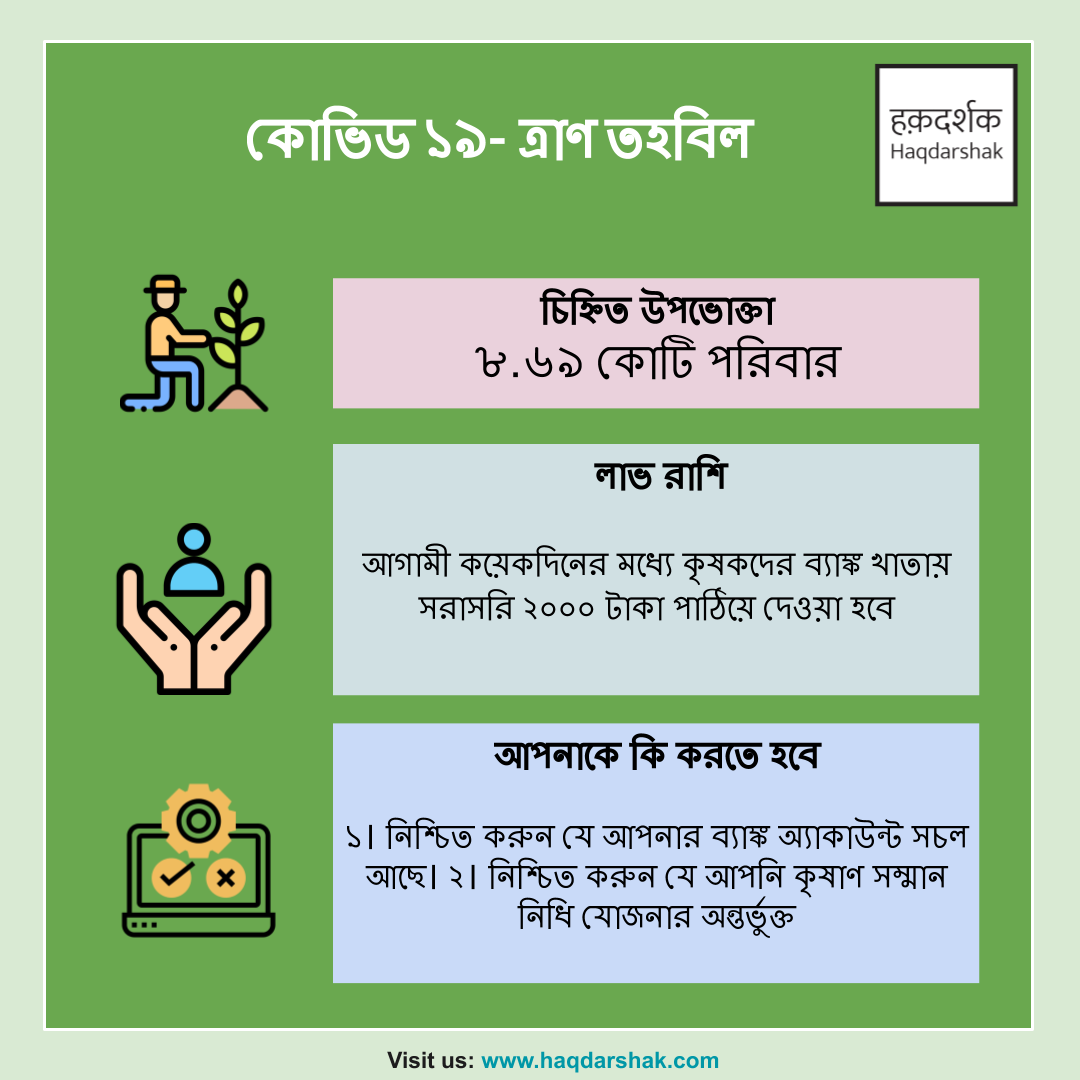 কোভিড ১৯- ত্রাণ তহবিল
हक़दर्शक
Haqdarshak
চিহ্নিত উপভোক্তা
৮.৬৯ কোটি পরিবার
লাভ রাশি
আগামী কয়েকদিনের মধ্যে কৃষকদের ব্যাঙ্ক খাতায়
সরাসরি ২০০০ টাকা পাঠিয়ে দেওয়া হবে
আপনাকে কি করতে হবে
১। নিশ্চিত করুন যে আপনার ব্যাঙ্ক অ্যাকাউন্ট সচল
আছে। ২। নিশ্চিত করুন যে আপনি কৃষাণ সম্মান
নিধি যোজনার অন্তর্ভুক্ত
Visit us: www.haqdarshak.com